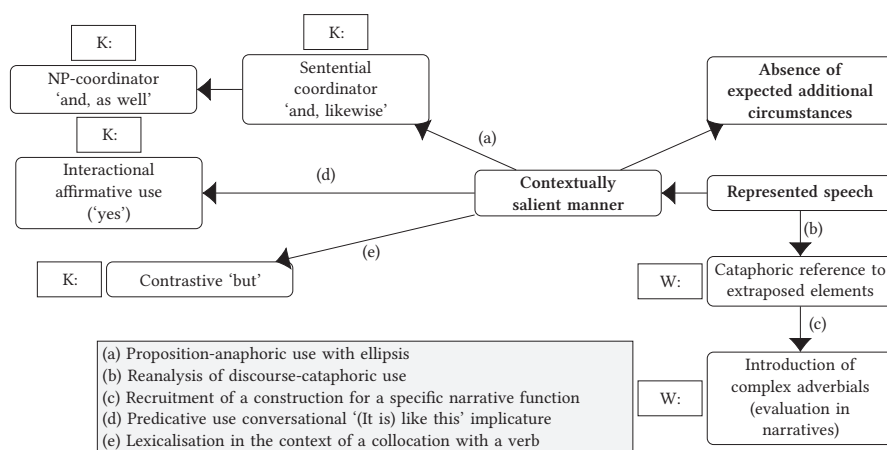 K:
K:
NP-coordinator
‘and, as well’
Sentential
coordinator
‘and, likewise’
Absence of
expected additional
circumstances
K:
(a)
Interactional
affirmative use
(‘yes’)
(d)
Contextually
salient manner
Represented speech
(b)
(e)
K:
Contrastive ‘but’
W:
Cataphoric reference to
extraposed elements
(c)
W:
Introduction of
complex adverbials
(evaluation in
narratives)
(a) Proposition-anaphoric use with ellipsis
(b) Reanalysis of discourse-cataphoric use
(c) Recruitment of a construction for a specific narrative function
(d) Predicative use conversational ‘(It is) like this’ implicature
(e) Lexicalisation in the context of a collocation with a verb